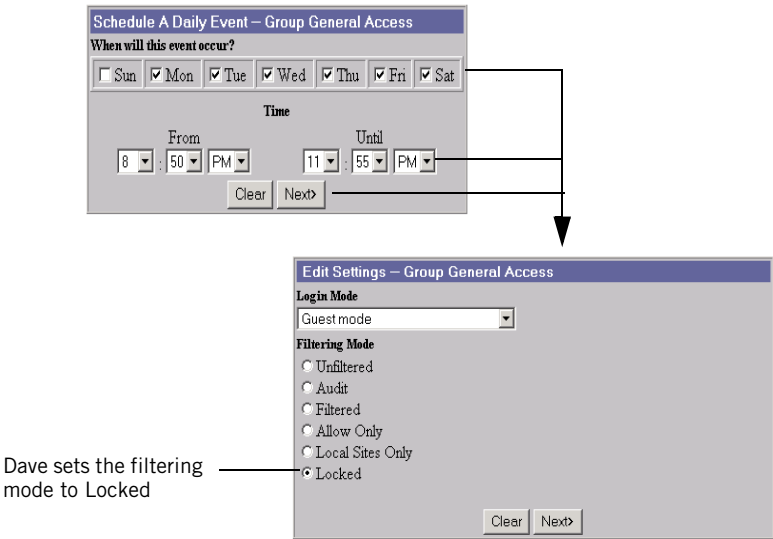 Schedule A Daily Event – Group General Access
When will this event occur?
Sun Mon Tue Wed Thu Fri Sat
Time
From Until
8 : 50 PM 11 : 55 PM
Clear Next>
Edit Settings – Group General Access
Login Mode
Guest mode
Filtering Mode
Unfiltered
Audit
Filtered
Allow Only
Local Sites Only
Locked
Dave sets the filtering
mode to Locked
Clear Next>